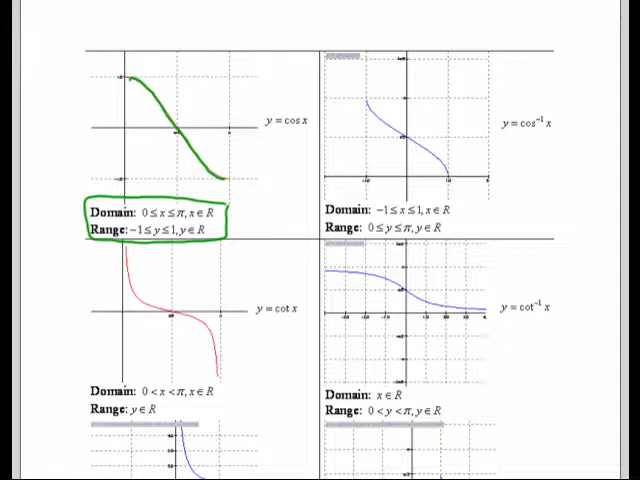 y = cos x
y = cos⁻¹ x
Domain: 0 ≤ x ≤ π, x ∈ R
Range: −1 ≤ y ≤ 1, y ∈ R
Domain: −1 ≤ x ≤ 1, x ∈ R
Range: 0 ≤ y ≤ π, y ∈ R
y = cot x
y = cot⁻¹ x
Domain: 0 < x < π, x ∈ R
Range: y ∈ R
Domain: x ∈ R
Range: 0 < y < π, y ∈ R